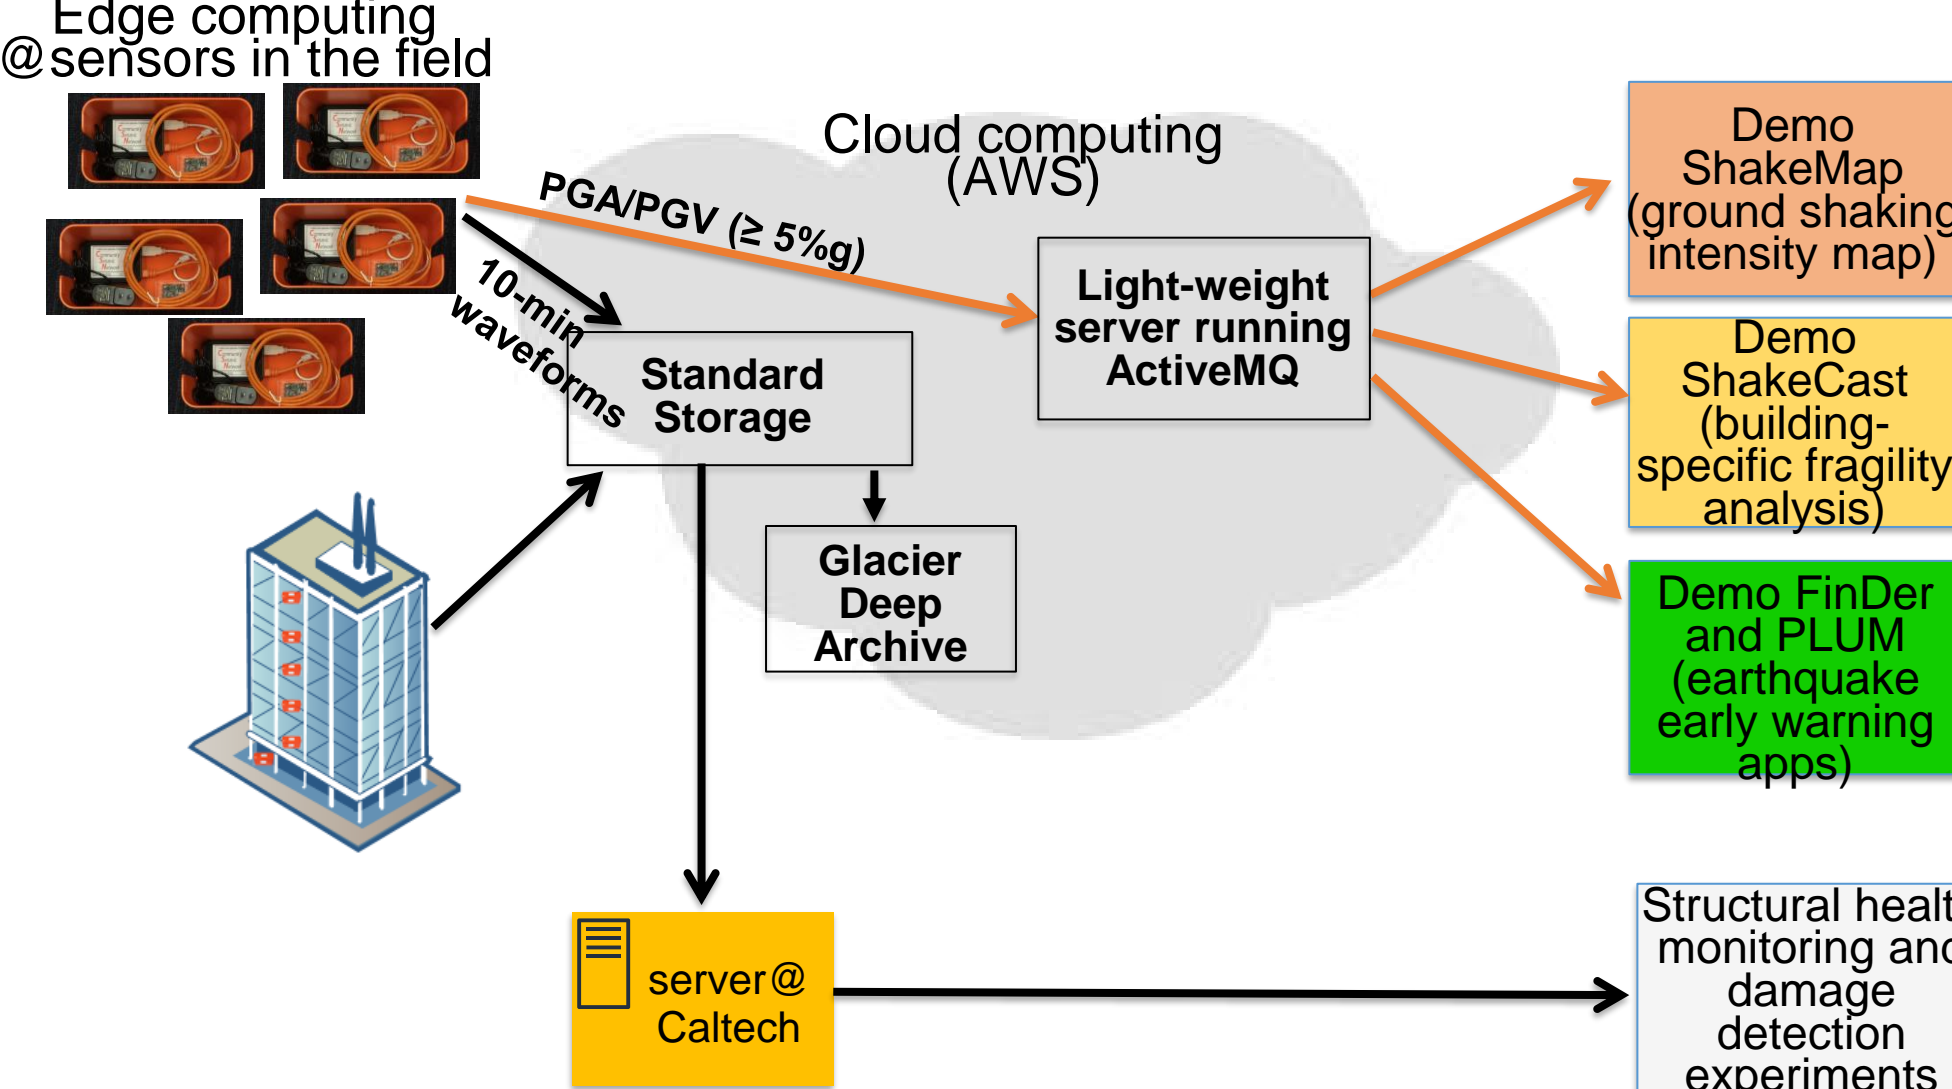 Edge computing
@sensors in the field
Cloud computing
(AWS)
PGA/PGV (≥ 5%g)
10-min
waveforms
Standard
Storage
Glacier
Deep
Archive
Light-weight
server running
ActiveMQ
Demo
ShakeMap
(ground shaking
intensity map)
Demo
ShakeCast
(building-
specific fragility
analysis)
Demo FinDer
and PLUM
(earthquake
early warning
apps)
server@
Caltech
Structural healt
monitoring and
damage
detection
experiments